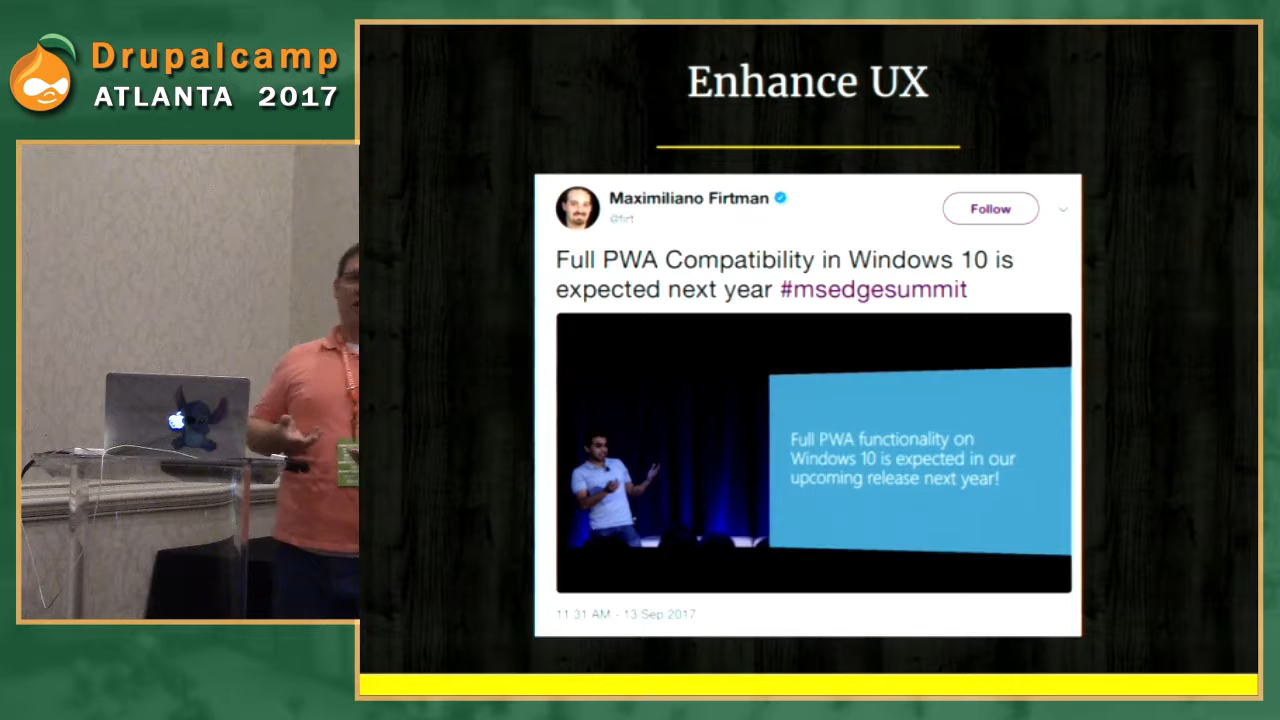 Drupalcamp
ATLANTA 2017
Enhance UX
Maximiliano Firtman
@firt
Follow
Full PWA Compatibility in Windows 10 is
expected next year #msedgesummit
Full PWA functionality on
Windows 10 is expected in our
upcoming release next year!
11:31 AM - 13 Sep 2017